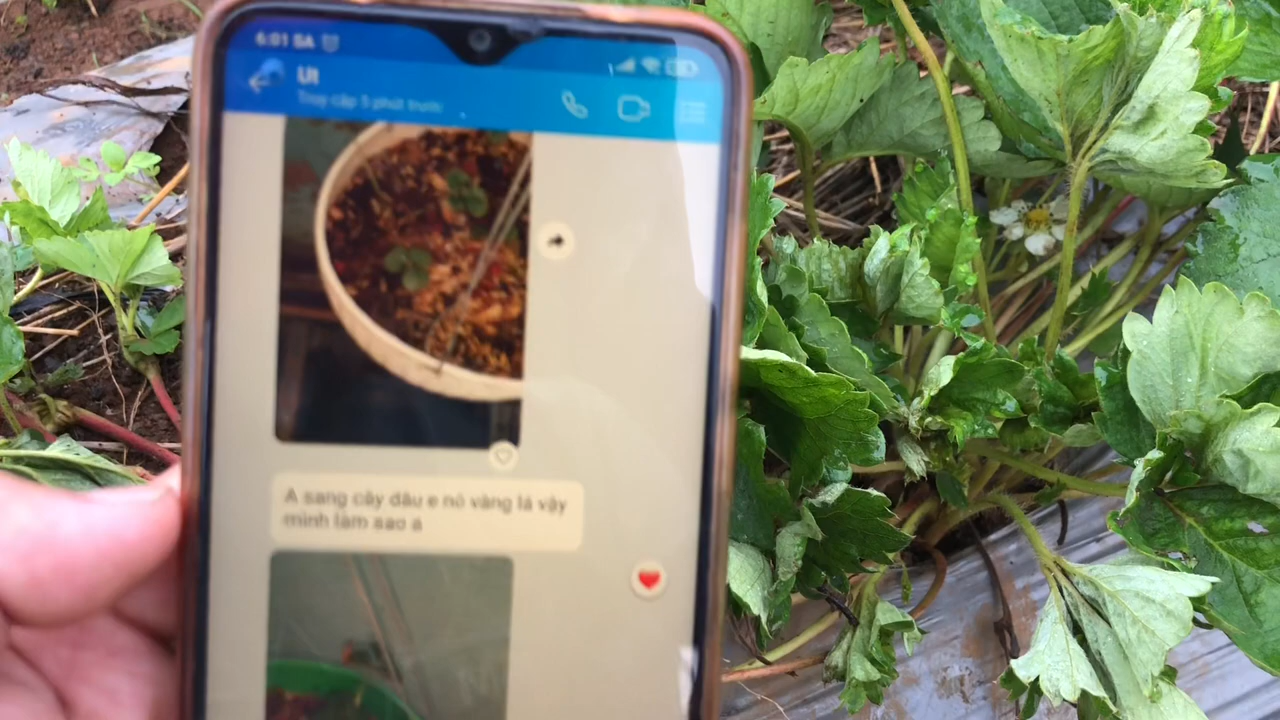 6:01 SA
Út
Truy cập 5 phút trước
A sang cây dâu e nó vàng lá vậy
mình làm sao a